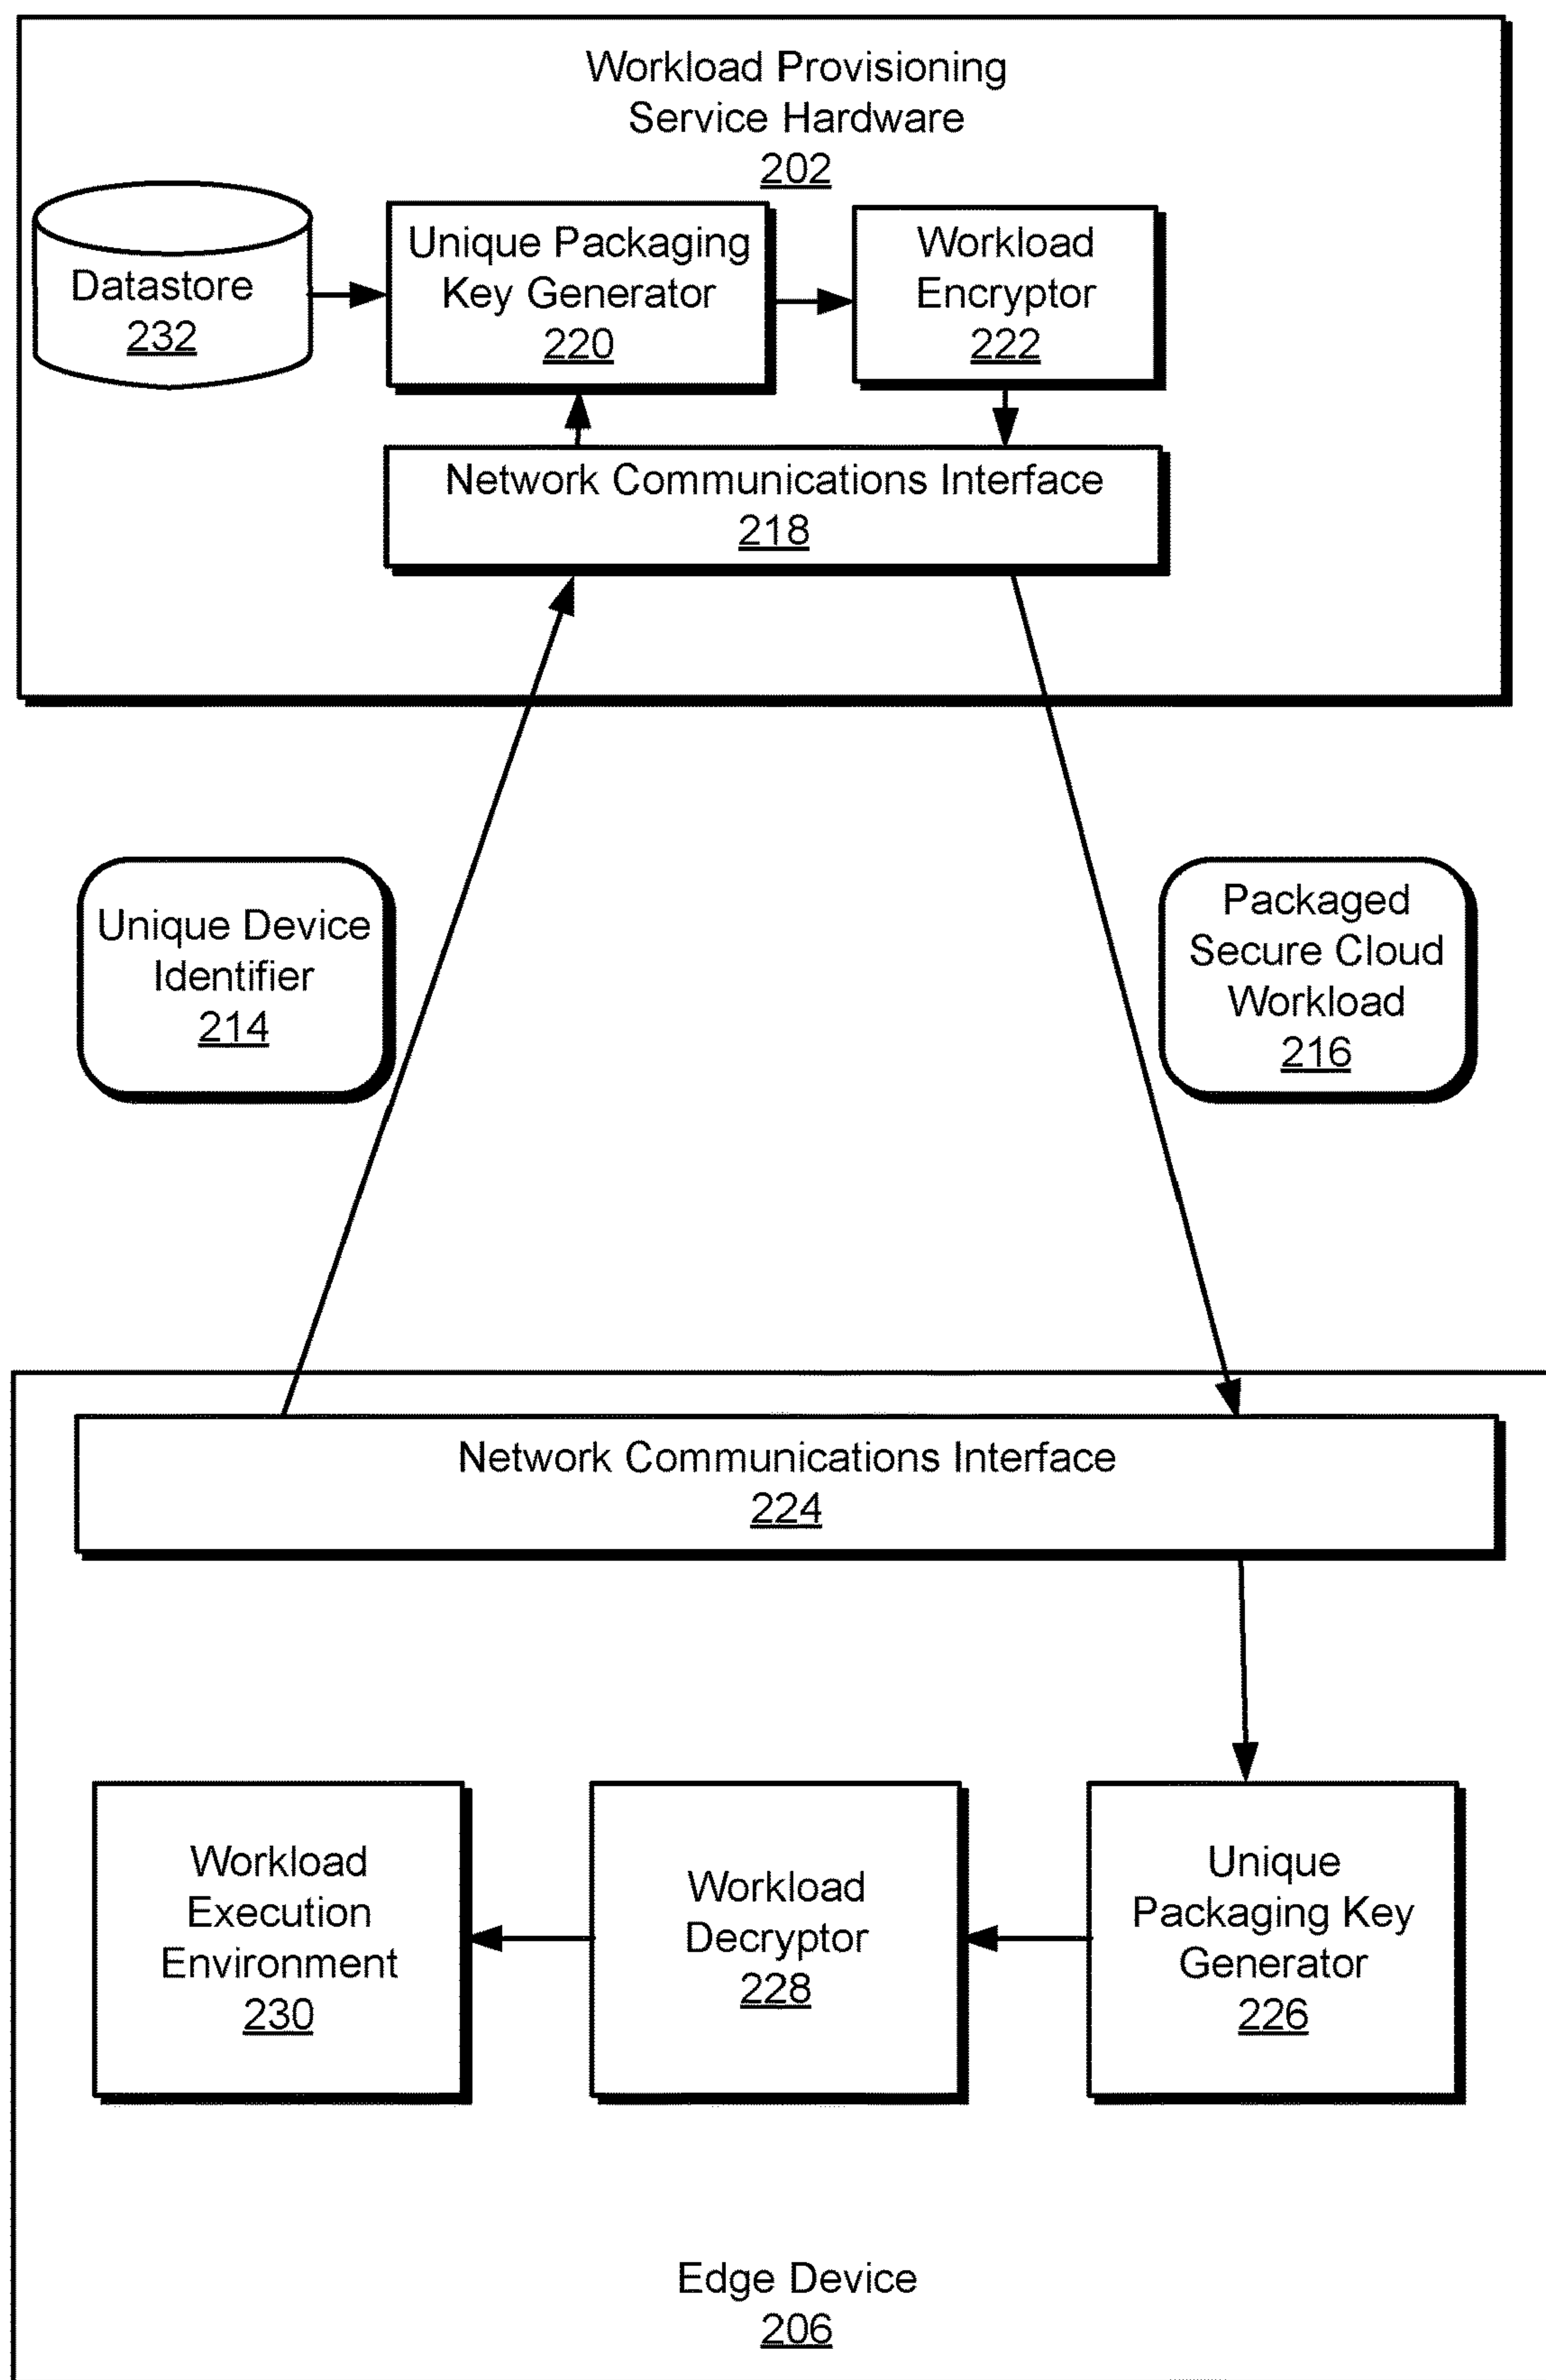 Workload Provisioning
Service Hardware
202
Datastore
232
Unique Packaging
Key Generator
220
Workload
Encryptor
222
Network Communications Interface
218
Unique Device
Identifier
214
Packaged
Secure Cloud
Workload
216
Network Communications Interface
224
Workload
Execution
Environment
230
Workload
Decryptor
228
Unique
Packaging Key
Generator
226
Edge Device
206